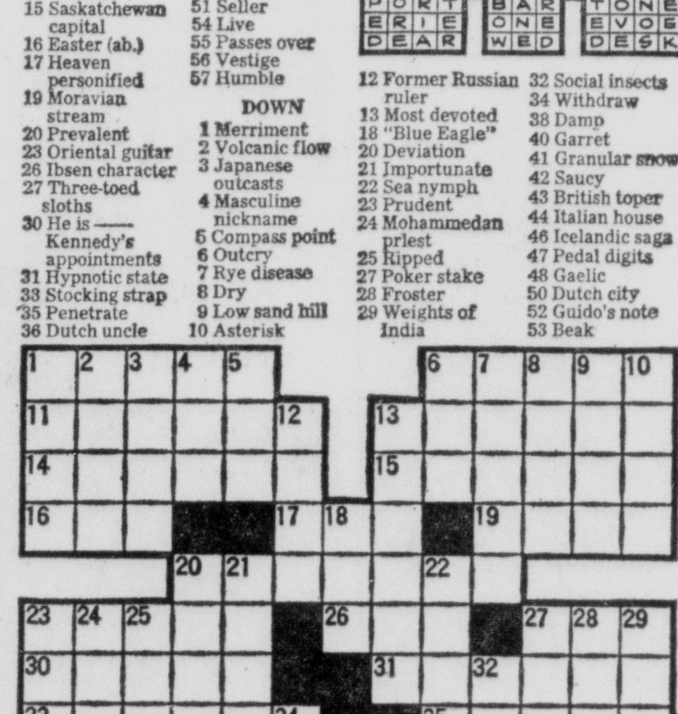 15 Saskatchewan
capital
16 Easter (ab.)
17 Heaven
personified
19 Moravian
stream
20 Prevalent
23 Oriental guitar
26 Ibsen character
27 Three-toed
sloths
30 He is ——
Kennedy's
appointments
31 Hypnotic state
33 Stocking strap
35 Penetrate
36 Dutch uncle
51 Seller
54 Live
55 Passes over
56 Vestige
57 Humble
DOWN
1 Merriment
2 Volcanic flow
3 Japanese
outcasts
4 Masculine
nickname
5 Compass point
6 Outcry
7 Rye disease
8 Dry
9 Low sand hill
10 Asterisk
PORT
ERIE
DEAR
BAR
ONE
WED
TONE
EVOE
DESK
12 Former Russian
ruler
13 Most devoted
18 "Blue Eagle"
20 Deviation
21 Importunate
22 Sea nymph
23 Prudent
24 Mohammedan
priest
25 Ripped
27 Poker stake
28 Froster
29 Weights of
India
32 Social insects
34 Withdraw
38 Damp
40 Garret
41 Granular snow
42 Saucy
43 British toper
44 Italian house
46 Icelandic saga
47 Pedal digits
48 Gaelic
50 Dutch city
52 Guido's note
53 Beak
1 2 3 4 5 6 7 8 9 10
11 12 13
14 15
16 17 18 19
20 21 22
23 24 25 26 27 28 29
30 31 32
33 34 35